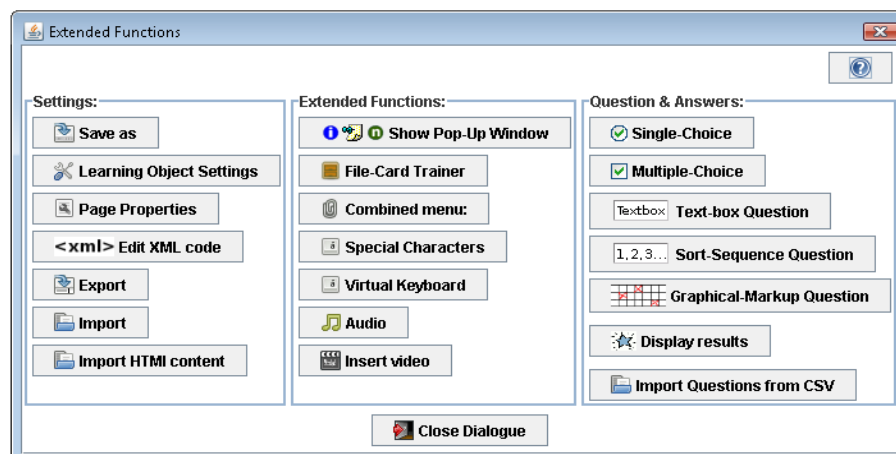 Extended Functions
Settings:
Save as
Learning Object Settings
Page Properties
<xml> Edit XML code
Export
Import
Import HTMl content
Extended Functions:
Show Pop-Up Window
File-Card Trainer
Combined menu:
Special Characters
Virtual Keyboard
Audio
Insert video
Question & Answers:
Single-Choice
Multiple-Choice
Textbox Text-box Question
1,2,3... Sort-Sequence Question
Graphical-Markup Question
Display results
Import Questions from CSV
Close Dialogue